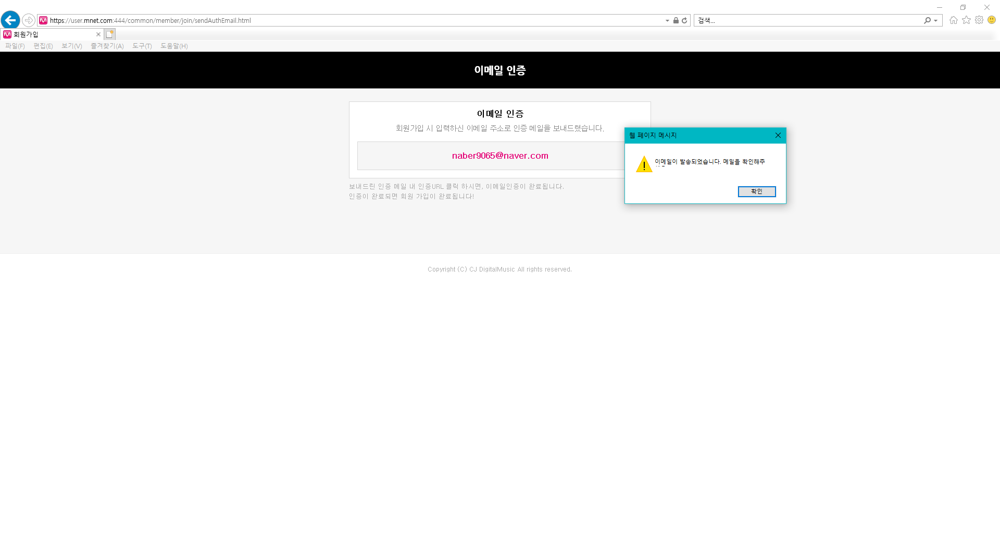 https://user.mnet.com:444/common/member/join/sendAuthEmail.html
검색...
회원가입
파일(F) 편집(E) 보기(V) 즐겨찾기(A) 도구(T) 도움말(H)
이메일 인증
이메일 인증
회원가입 시 입력하신 이메일 주소로 인증 메일을 보내드렸습니다.
naber9065@naver.com
보내드린 인증 메일 내 인증URL 클릭 하시면, 이메일인증이 완료됩니다.
인증이 완료되면 회원 가입이 완료됩니다!
웹 페이지 메시지
이메일이 발송되었습니다. 메일을 확인해주
확인
Copyright (C) CJ DigitalMusic All rights reserved.